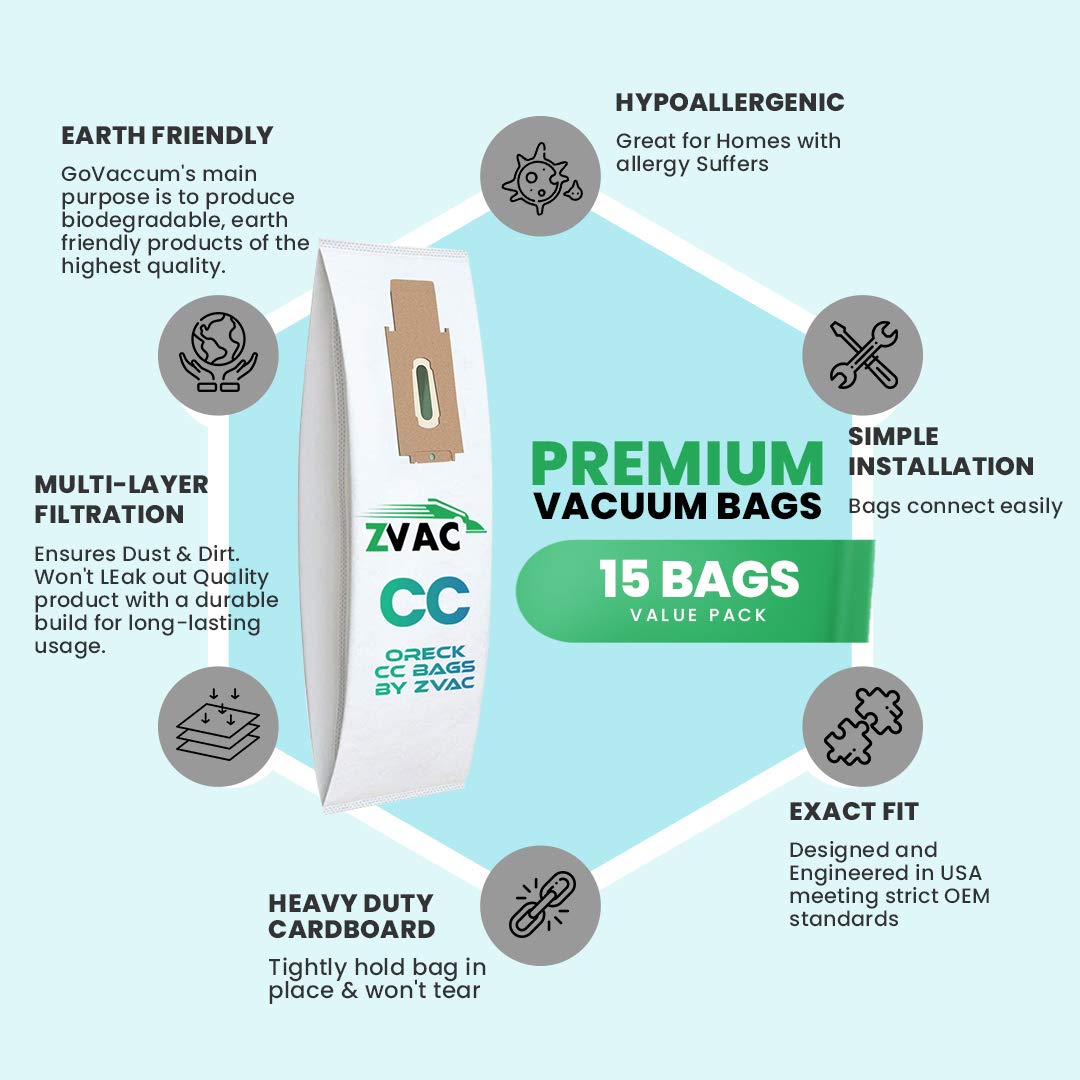 HYPOALLERGENIC
Great for Homes with
allergy Suffers
EARTH FRIENDLY
GoVaccum's main
purpose is to produce
biodegradable, earth
friendly products of the
highest quality.
SIMPLE
INSTALLATION
Bags connect easily
PREMIUM
VACUUM BAGS
15 BAGS
VALUE PACK
MULTI-LAYER
FILTRATION
Ensures Dust & Dirt.
Won't LEak out Quality
product with a durable
build for long-lasting
usage.
ZVAC
CC
ORECK
CC BAGS
BY ZVAC
EXACT FIT
Designed and
Engineered in USA
meeting strict OEM
standards
HEAVY DUTY
CARDBOARD
Tightly hold bag in
place & won't tear